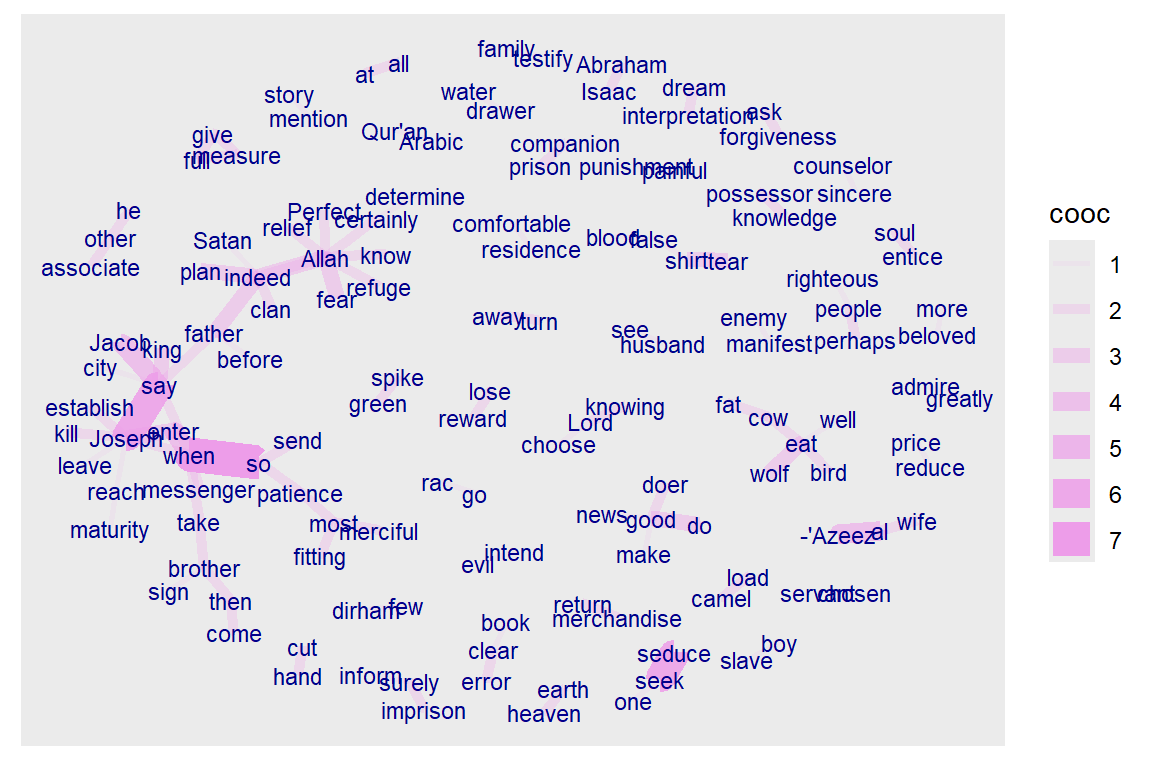 family
testify
all
at
Abraham
Isaac
dream
water
story
drawer
mention
interpretation
ask
forgiveness
Qur'an
Arabic
give
full
measure
companion
prison
punishment
painful
counselor
possessor
sincere
knowledge
determine
he
Perfect
certainly
relief
other
Satan
comfortable
residence
blood
false
soul
entice
associate
plan
indeed
Allah
know
refuge
fear
shirt
tear
righteous
clan
father
before
away
turn
see
husband
enemy
manifest
people
perhaps
more
beloved
Jacob
king
city
say
spike
green
lose
reward
knowing
Lord
choose
fat
cow
well
eat
wolf
bird
admire
greatly
price
reduce
establish
kill
Joseph
enter
when
so
send
leave
reach
messenger
patience
maturity
take
most
merciful
fitting
rac
go
doer
news
good
do
make
-'Azeez
al
wife
brother
sign
then
come
evil
intend
dirham
few
load
camel
servant
chosen
return
merchandise
book
clear
error
cut
hand
inform
surely
imprison
earth
heaven
seduce
seek
one
slave
boy
cooc
1
2
3
4
5
6
7